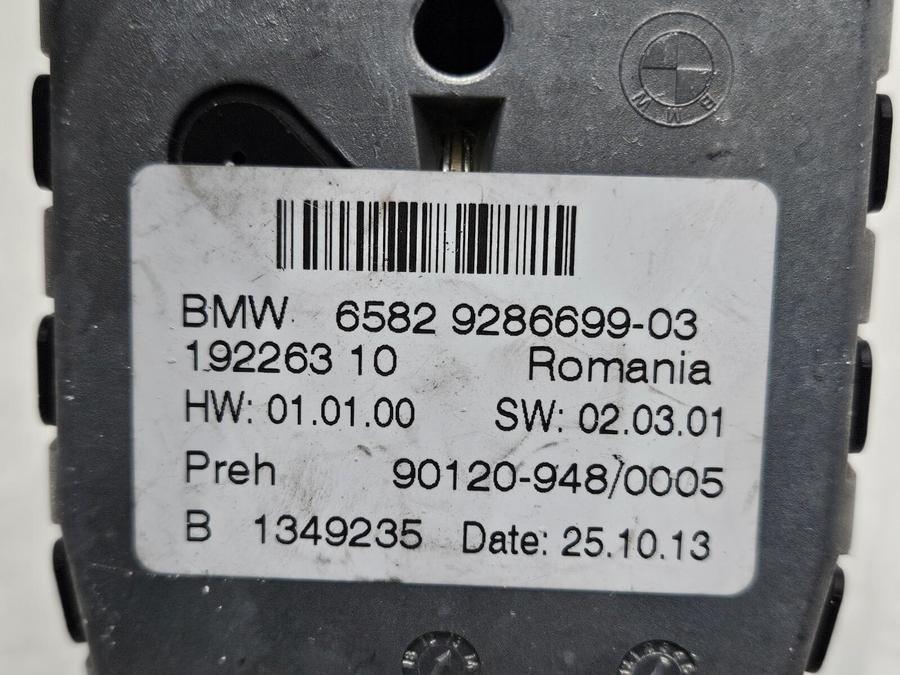 BMW
BMW 6582 9286699-03
192263 10 Romania
HW: 01.01.00 SW: 02.03.01
Preh 90120-948/0005
B 1349235 Date: 25.10.13